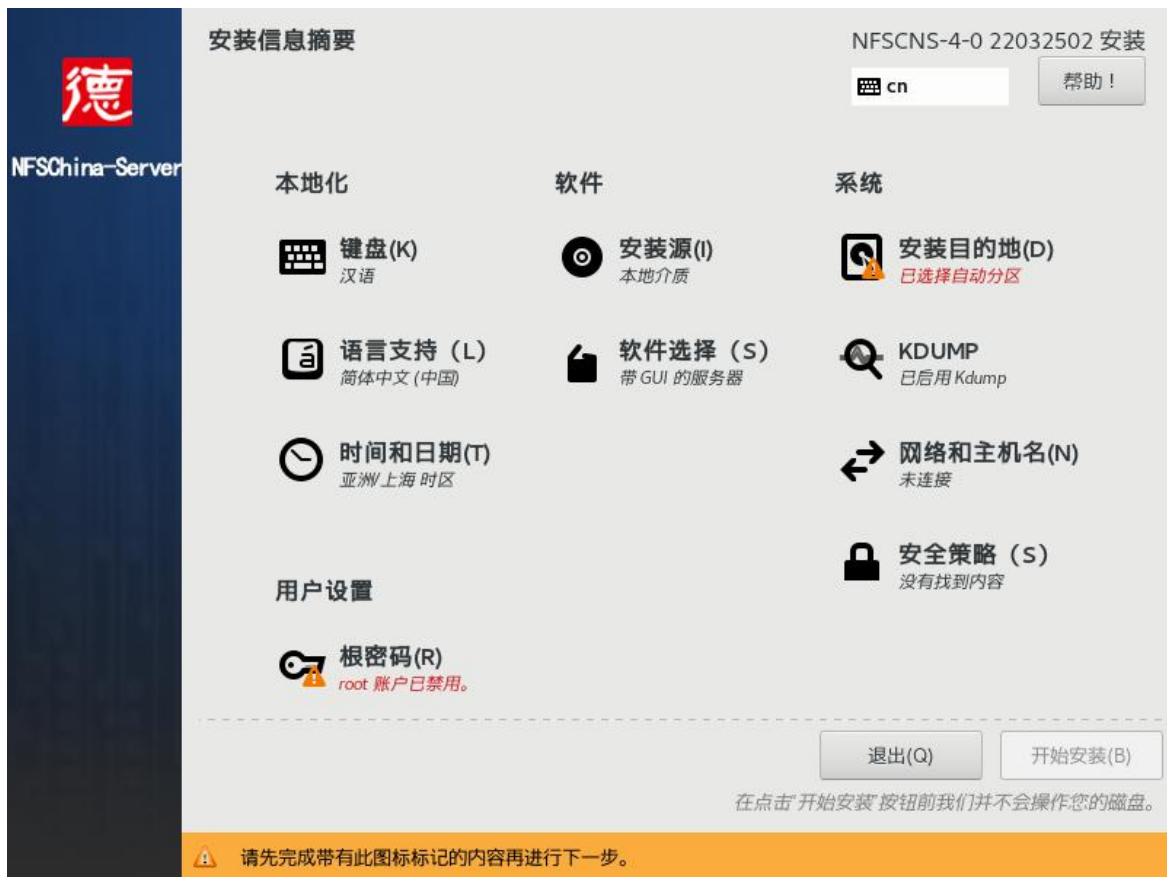 安装信息摘要
NFSCNS-4-0 22032502 安装
cn
帮助！
德
NFSChina-Server
本地化
软件
系统
键盘(K)
汉语
安装源(I)
本地介质
安装目的地(D)
已选择自动分区
语言支持（L）
简体中文 (中国)
软件选择（S）
带 GUI 的服务器
KDUMP
已启用 Kdump
时间和日期(T)
亚洲/上海 时区
网络和主机名(N)
未连接
安全策略（S）
没有找到内容
用户设置
根密码(R)
root 账户已禁用。
退出(Q)
开始安装(B)
在点击"开始安装"按钮前我们并不会操作您的磁盘。
请先完成带有此图标标记的内容再进行下一步。